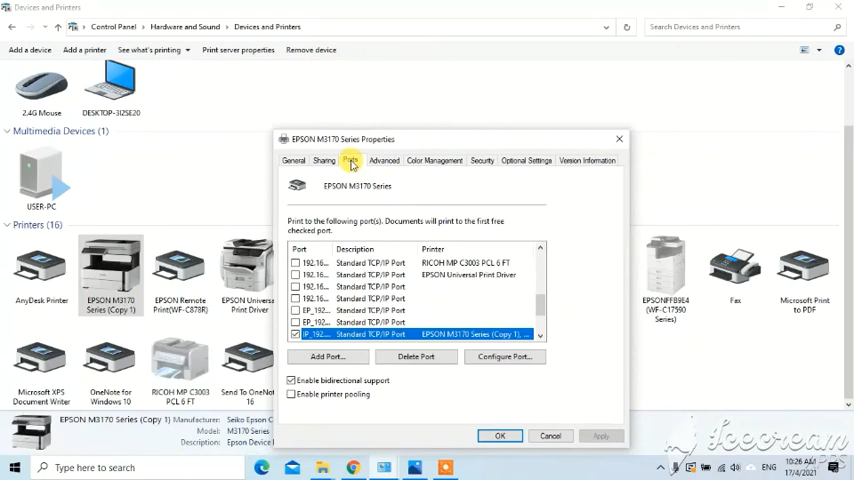 Devices and Printers
Control Panel > Hardware and Sound > Devices and Printers
Search Devices and Printers
Add a device
Add a printer
See what's printing
Print server properties
Remove device
2.4G Mouse
DESKTOP-3I2SE20
Multimedia Devices (1)
USER-PC
Printers (16)
AnyDesk Printer
EPSON M3170 Series (Copy 1)
EPSON Remote Print(WF-C878R)
EPSON Universal Print Driver
EPSONFFB9E4 (WF-C17590 Series)
Fax
Microsoft Print to PDF
Microsoft XPS Document Writer
OneNote for Windows 10
RICOH MP C3003 PCL 6 FT
Send To OneNote 16
EPSON M3170 Series Properties
General
Sharing
Ports
Advanced
Color Management
Security
Optional Settings
Version Information
EPSON M3170 Series
Print to the following port(s). Documents will print to the first free
checked port.
Port Description Printer
192.16... Standard TCP/IP Port RICOH MP C3003 PCL 6 FT
192.16... Standard TCP/IP Port EPSON Universal Print Driver
192.16... Standard TCP/IP Port
192.16... Standard TCP/IP Port
EP_192... Standard TCP/IP Port
EP_192... Standard TCP/IP Port
IP_192.... Standard TCP/IP Port EPSON M3170 Series (Copy 1), ...
Add Port...
Delete Port
Configure Port...
Enable bidirectional support
Enable printer pooling
OK
Cancel
Apply
EPSON M3170 Series (Copy 1) Manufacturer: Seiko Epson C
Model: M3170 Series
Description: Epson Device
Type here to search
ENG
10:26 AM
17/4/2021
Icecream
APPS